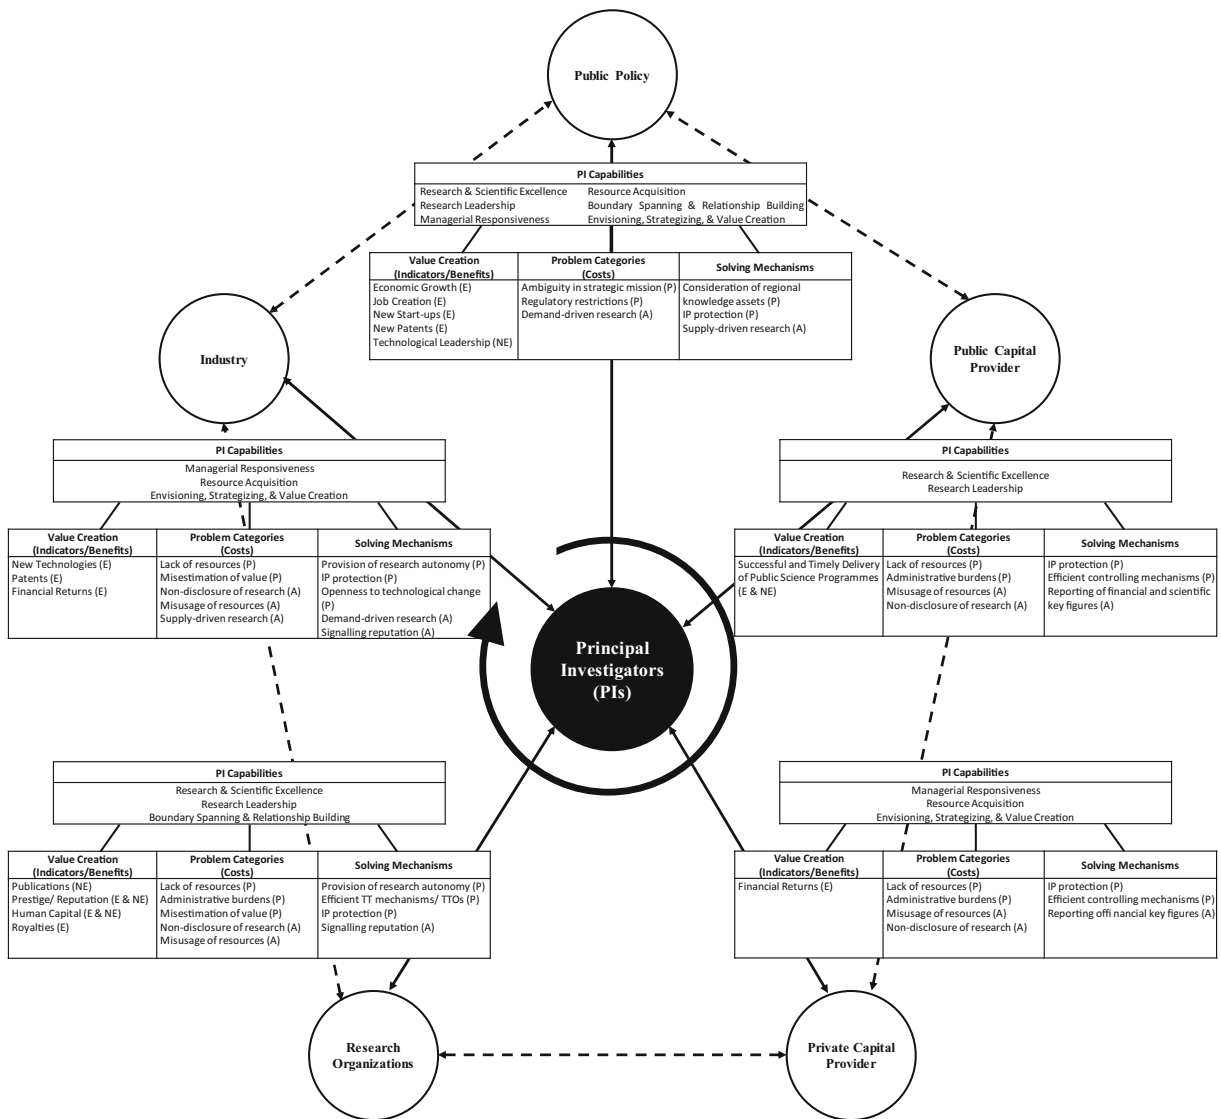 Public Policy
PI Capabilities
Research & Scientific Excellence
Research Leadership
Managerial Responsiveness
Resource Acquisition
Boundary Spanning & Relationship Building
Envisioning, Strategizing, & Value Creation
Value Creation
(Indicators/Benefits)
Economic Growth (E)
Job Creation (E)
New Start-ups (E)
New Patents (E)
Technological Leadership (NE)
Problem Categories
(Costs)
Ambiguity in strategic mission (P)
Regulatory restrictions (P)
Demand-driven research (A)
Solving Mechanisms
Consideration of regional
knowledge assets (P)
IP protection (P)
Supply-driven research (A)
Industry
PI Capabilities
Managerial Responsiveness
Resource Acquisition
Envisioning, Strategizing, & Value Creation
Value Creation
(Indicators/Benefits)
New Technologies (E)
Patents (E)
Financial Returns (E)
Problem Categories
(Costs)
Lack of resources (P)
Misestimation of value (P)
Non-disclosure of research (A)
Misusage of resources (A)
Supply-driven research (A)
Solving Mechanisms
Provision of research autonomy (P)
IP protection (P)
Openness to technological change
(P)
Demand-driven research (A)
Signalling reputation (A)
Public Capital
Provider
PI Capabilities
Research & Scientific Excellence
Research Leadership
Value Creation
(Indicators/Benefits)
Successful and Timely Delivery
of Public Science Programmes
(E & NE)
Problem Categories
(Costs)
Lack of resources (P)
Administrative burdens (P)
Misusage of resources (A)
Non-disclosure of research (A)
Solving Mechanisms
IP protection (P)
Efficient controlling mechanisms (P)
Reporting of financial and scientific
key figures (A)
Principal
Investigators
(PIs)
PI Capabilities
Research & Scientific Excellence
Research Leadership
Boundary Spanning & Relationship Building
Value Creation
(Indicators/Benefits)
Publications (NE)
Prestige/ Reputation (E & NE)
Human Capital (E & NE)
Royalties (E)
Problem Categories
(Costs)
Lack of resources (P)
Administrative burdens (P)
Misestimation of value (P)
Non-disclosure of research (A)
Misusage of resources (A)
Solving Mechanisms
Provision of research autonomy (P)
Efficient TT mechanisms/ TTOs (P)
IP protection (P)
Signalling reputation (A)
Research
Organizations
PI Capabilities
Managerial Responsiveness
Resource Acquisition
Envisioning, Strategizing, & Value Creation
Value Creation
(Indicators/Benefits)
Financial Returns (E)
Problem Categories
(Costs)
Lack of resources (P)
Administrative burdens (P)
Misusage of resources (A)
Non-disclosure of research (A)
Solving Mechanisms
IP protection (P)
Efficient controlling mechanisms (P)
Reporting offi nancial key figures (A)
Private Capital
Provider